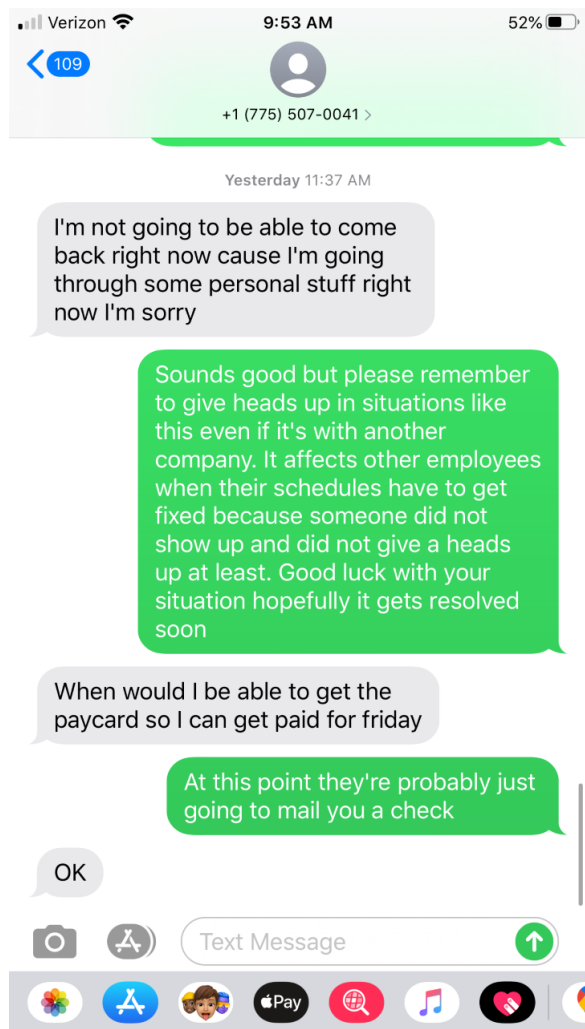 Verizon 9:53 AM 52%
109
+1 (775) 507-0041 >
Yesterday 11:37 AM
I'm not going to be able to come
back right now cause I'm going
through some personal stuff right
now I'm sorry
Sounds good but please remember
to give heads up in situations like
this even if it's with another
company. It affects other employees
when their schedules have to get
fixed because someone did not
show up and did not give a heads
up at least. Good luck with your
situation hopefully it gets resolved
soon
When would I be able to get the
paycard so I can get paid for friday
At this point they're probably just
going to mail you a check
OK
Text Message
Pay